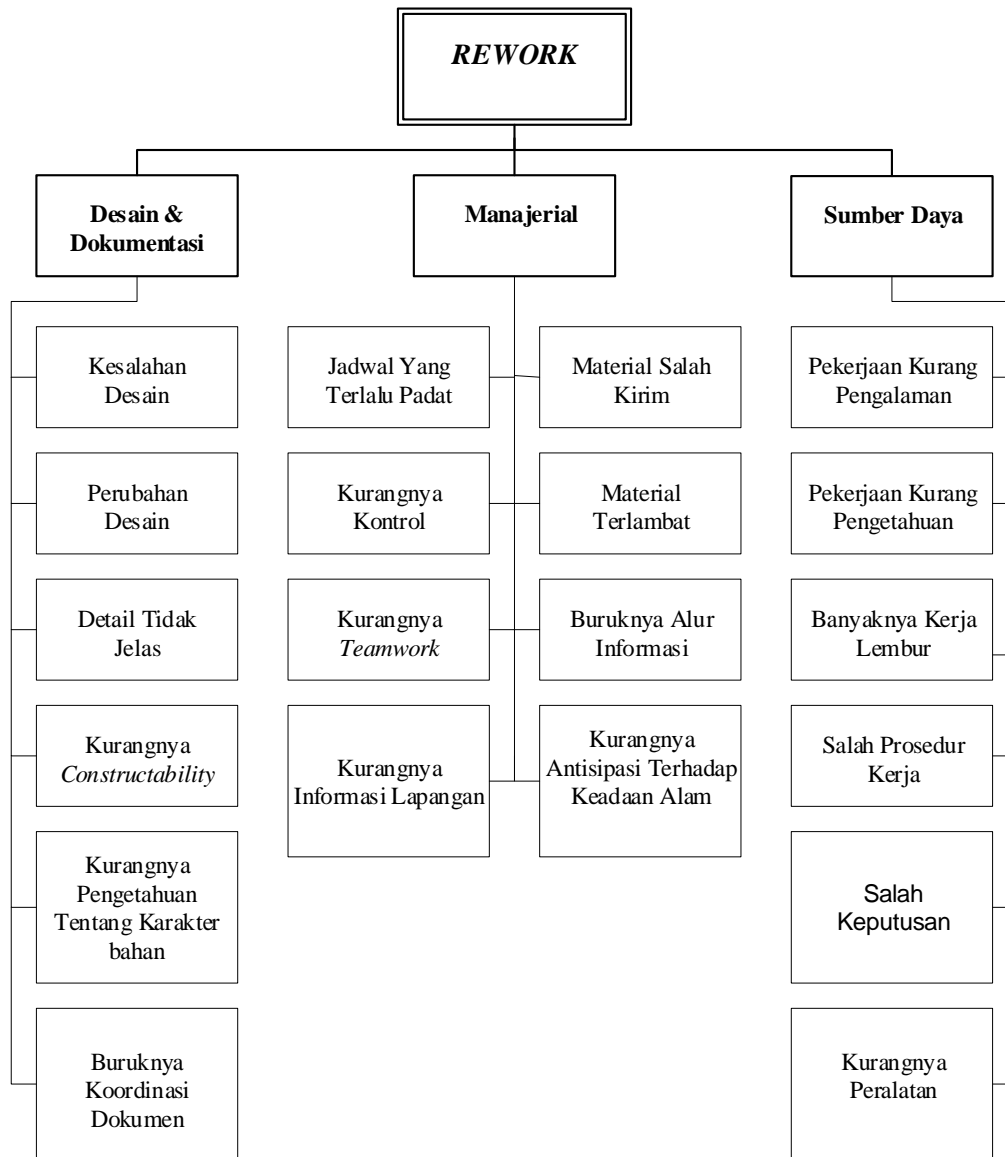 REWORK
Desain &
Dokumentasi
Manajerial
Sumber Daya
Kesalahan
Desain
Perubahan
Desain
Detail Tidak
Jelas
Kurangnya
Constructability
Kurangnya
Pengetahuan
Tentang Karakter
bahan
Buruknya
Koordinasi
Dokumen
Jadwal Yang
Terlalu Padat
Kurangnya
Kontrol
Kurangnya
Teamwork
Kurangnya
Informasi Lapangan
Material Salah
Kirim
Material
Terlambat
Buruknya Alur
Informasi
Kurangnya
Antisipasi Terhadap
Keadaan Alam
Pekerjaan Kurang
Pengalaman
Pekerjaan Kurang
Pengetahuan
Banyaknya Kerja
Lembur
Salah Prosedur
Kerja
Salah
Keputusan
Kurangnya
Peralatan